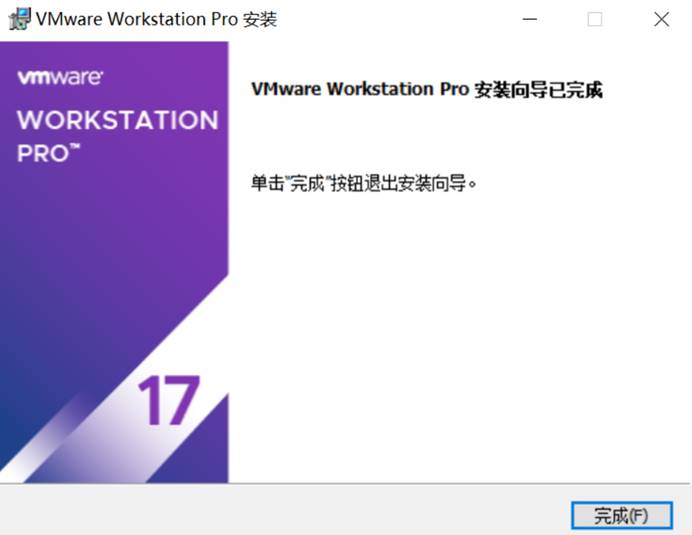 VMware Workstation Pro 安装
vmware®
WORKSTATION
PRO™
17
VMware Workstation Pro 安装向导已完成
单击"完成"按钮退出安装向导。
完成(F)